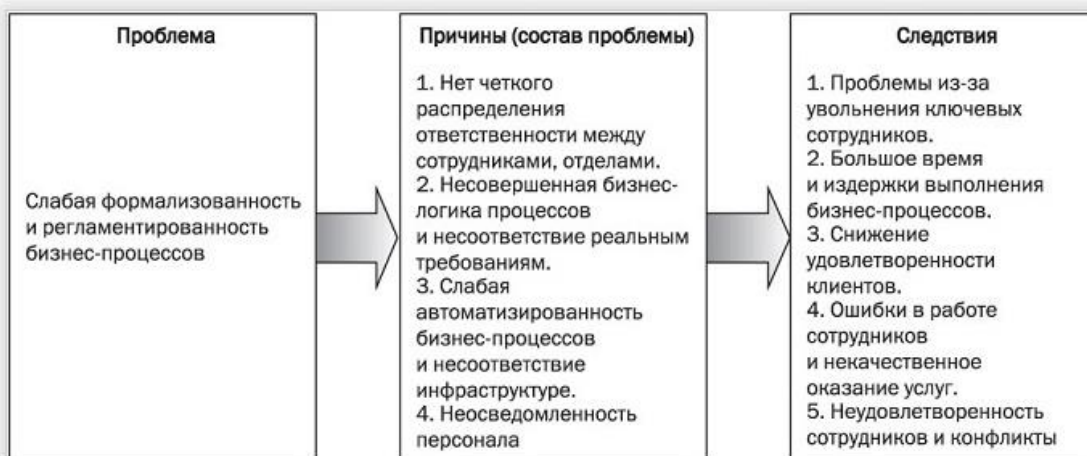 Проблема
Слабая формализованность
и регламентированность
бизнес-процессов
Причины (состав проблемы)
1. Нет четкого
распределения
ответственности между
сотрудниками, отделами.
2. Несовершенная бизнес-
логика процессов
и несоответствие реальным
требованиям.
3. Слабая
автоматизированность
бизнес-процессов
и несоответствие
инфраструктуре.
4. Неосведомленность
персонала
Следствия
1. Проблемы из-за
увольнения ключевых
сотрудников.
2. Большое время
и издержки выполнения
бизнес-процессов.
3. Снижение
удовлетворенности
клиентов.
4. Ошибки в работе
сотрудников
и некачественное
оказание услуг.
5. Неудовлетворенность
сотрудников и конфликты